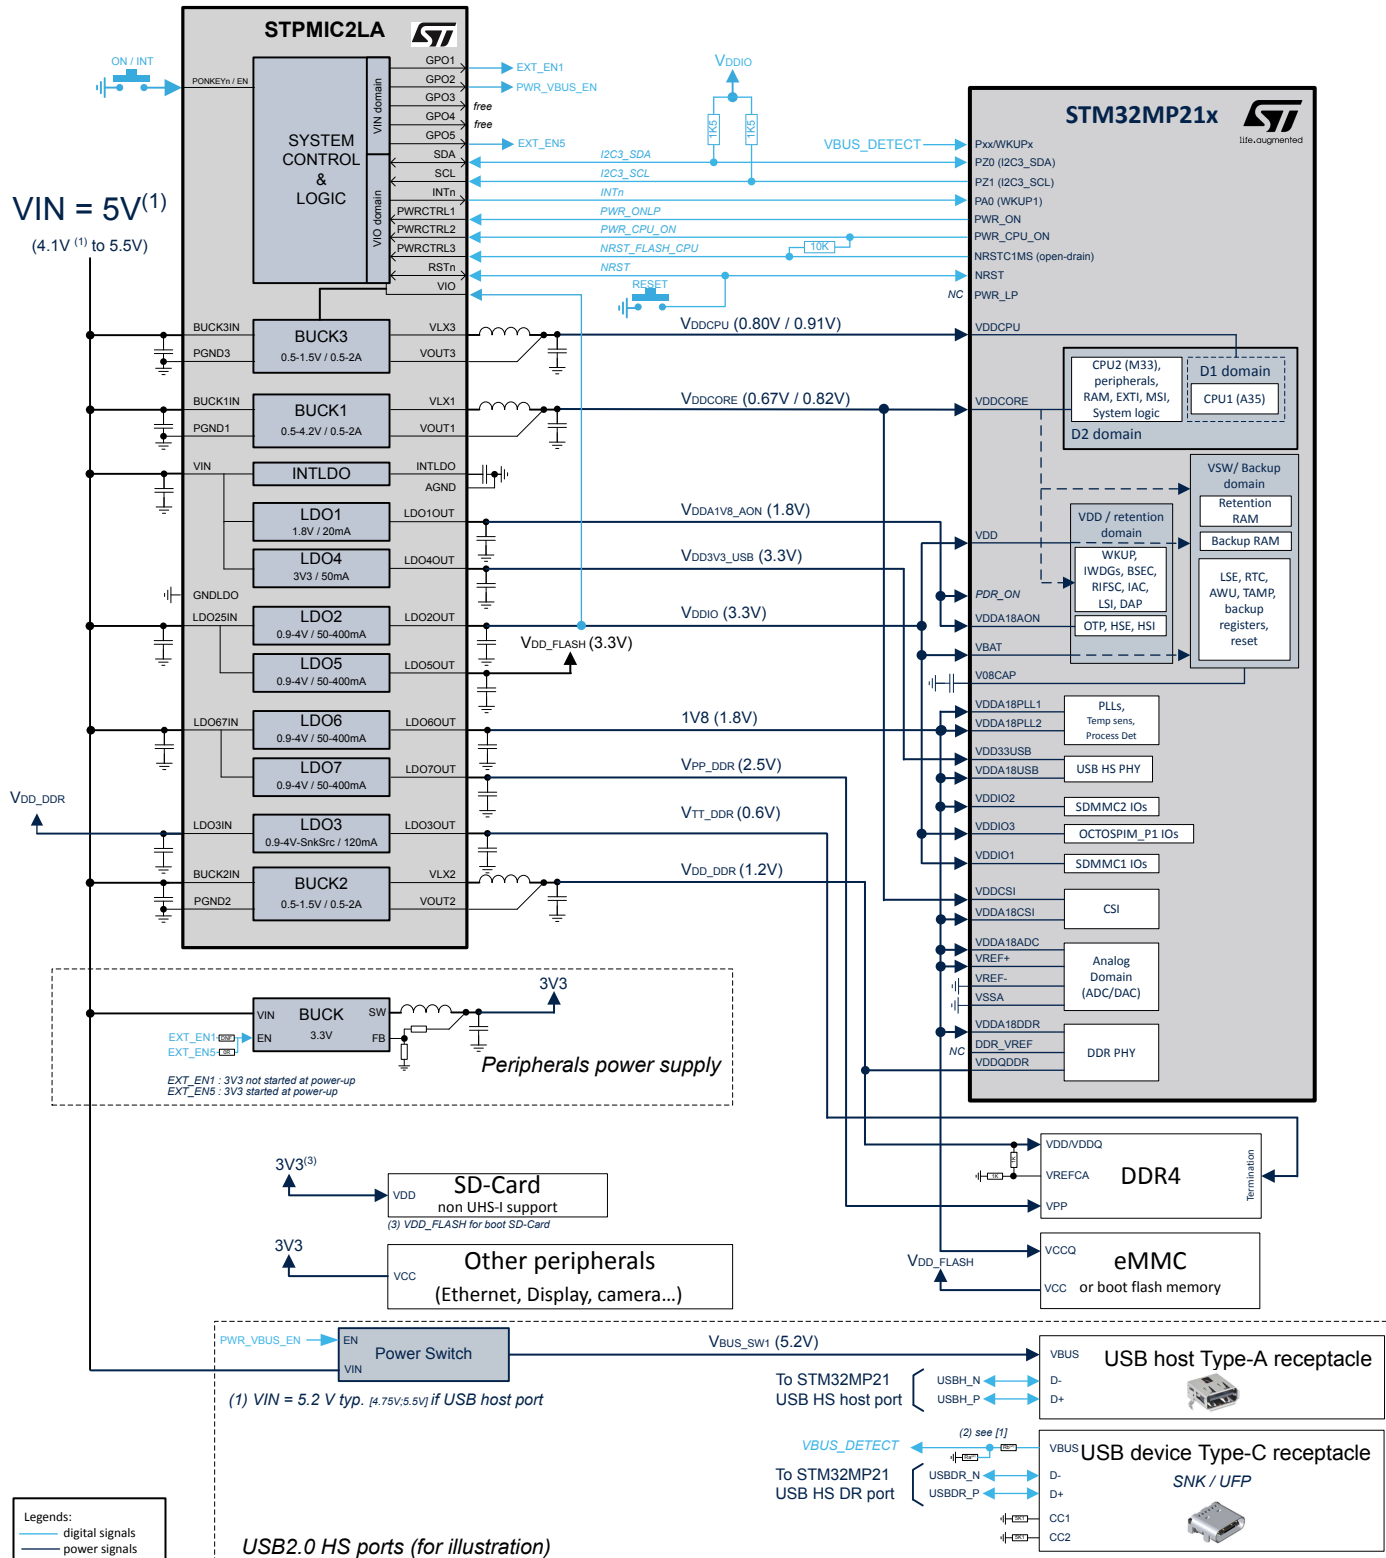 STPMIC2LA
ON / INT
PONKEYn / EN
SYSTEM
CONTROL
&
LOGIC
VIN domain
VIO domain
GPO1
GPO2
GPO3
GPO4
GPO5
SDA
SCL
INTn
PWRCTRL1
PWRCTRL2
PWRCTRL3
RSTn
VIO
EXT_EN1
PWR_VBUS_EN
free
free
EXT_EN5
VDDIO
1K5
1K5
I2C3_SDA
I2C3_SCL
INTn
PWR_ONLP
PWR_CPU_ON
NRST_FLASH_CPU
10K
NRST
RESET
VBUS_DETECT
STM32MP21x
life.augmented
Pxx/WKUPx
PZ0 (I2C3_SDA)
PZ1 (I2C3_SCL)
PA0 (WKUP1)
PWR_ON
PWR_CPU_ON
NRSTC1MS (open-drain)
NRST
NC
PWR_LP
VIN = 5V(1)
(4.1V (1) to 5.5V)
BUCK3IN
PGND3
BUCK3
0.5-1.5V / 0.5-2A
VLX3
VOUT3
VDDCPU (0.80V / 0.91V)
VDDCPU
BUCK1IN
PGND1
BUCK1
0.5-4.2V / 0.5-2A
VLX1
VOUT1
VDDCORE (0.67V / 0.82V)
VDDCORE
CPU2 (M33),
peripherals,
RAM, EXTI, MSI,
System logic
D1 domain
CPU1 (A35)
D2 domain
VIN
INTLDO
INTLDO
AGND
LDO1
1.8V / 20mA
LDO1OUT
VDDA1V8_AON (1.8V)
LDO4
3V3 / 50mA
LDO4OUT
VDD3V3_USB (3.3V)
GNDLDO
LDO25IN
LDO2
0.9-4V / 50-400mA
LDO2OUT
VDDIO (3.3V)
LDO5
0.9-4V / 50-400mA
LDO5OUT
VDD_FLASH (3.3V)
LDO67IN
LDO6
0.9-4V / 50-400mA
LDO6OUT
1V8 (1.8V)
LDO7
0.9-4V / 50-400mA
LDO7OUT
VPP_DDR (2.5V)
VDD_DDR
LDO3IN
LDO3
0.9-4V-SnkSrc / 120mA
LDO3OUT
VTT_DDR (0.6V)
BUCK2IN
PGND2
BUCK2
0.5-1.5V / 0.5-2A
VLX2
VOUT2
VDD_DDR (1.2V)
VSW/ Backup
domain
Retention
RAM
Backup RAM
LSE, RTC,
AWU, TAMP,
backup
registers,
reset
VDD / retention
domain
WKUP,
IWDGs, BSEC,
RIFSC, IAC,
LSI, DAP
OTP, HSE, HSI
VDD
PDR_ON
VDDA18AON
VBAT
V08CAP
VDDA18PLL1
VDDA18PLL2
PLLs,
Temp sens,
Process Det
VDD33USB
VDDA18USB
USB HS PHY
VDDIO2
SDMMC2 IOs
VDDIO3
OCTOSPIM_P1 IOs
VDDIO1
SDMMC1 IOs
VDDCSI
VDDA18CSI
CSI
VDDA18ADC
VREF+
VREF-
VSSA
Analog
Domain
(ADC/DAC)
VDDA18DDR
NC
DDR_VREF
VDDQDDR
DDR PHY
VIN
EN
BUCK
3.3V
SW
FB
3V3
EXT_EN1
DNF
EXT_EN5
0R
EXT_EN1 : 3V3 not started at power-up
EXT_EN5 : 3V3 started at power-up
Peripherals power supply
3V3(3)
VDD
SD-Card
non UHS-I support
(3) VDD_FLASH for boot SD-Card
3V3
VCC
Other peripherals
(Ethernet, Display, camera...)
VDD/VDDQ
1K
1K
VREFCA
VPP
DDR4
Termination
VDD_FLASH
VCCQ
VCC
eMMC
or boot flash memory
PWR_VBUS_EN
EN
VIN
Power Switch
VBUS_SW1 (5.2V)
(1) VIN = 5.2 V typ. [4.75V;5.5V] if USB host port
To STM32MP21
USB HS host port
USBH_N
USBH_P
VBUS
D-
D+
USB host Type-A receptacle
(2) see [1]
VBUS_DETECT
To STM32MP21
USB HS DR port
USBDR_N
USBDR_P
VBUS
D-
D+
CC1
CC2
5K1
5K1
USB device Type-C receptacle
SNK / UFP
Legends:
digital signals
power signals
USB2.0 HS ports (for illustration)